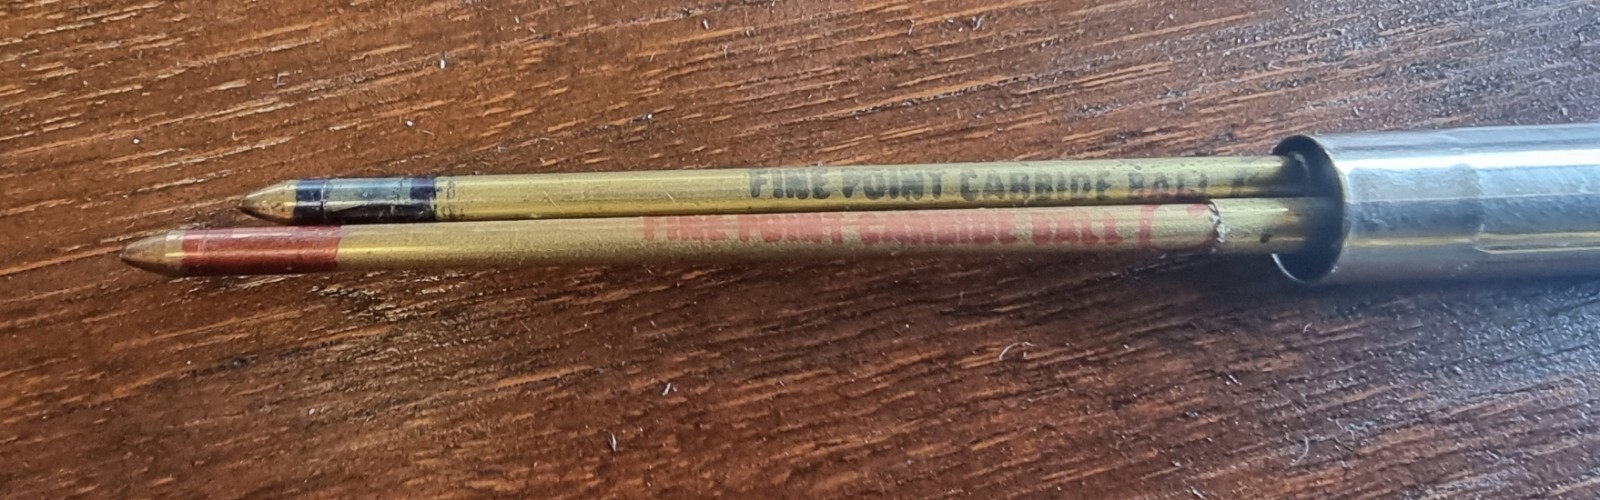 FINE POINT CARBIDE BALL
FINE POINT CARBIDE BALL